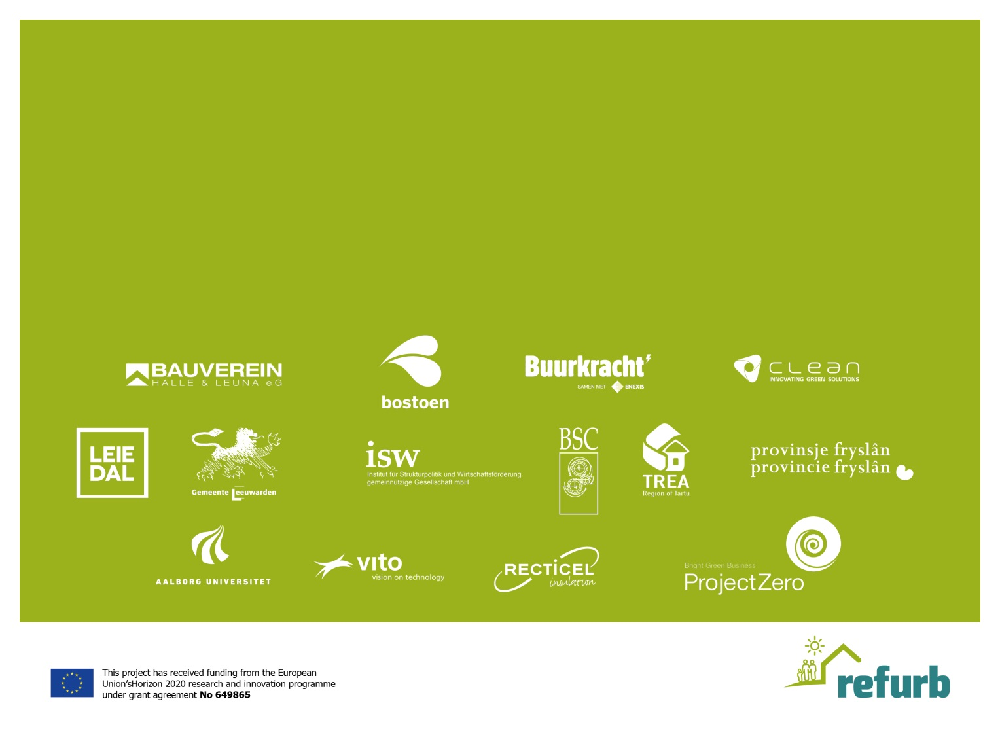 BAUVEREIN
HALLE & LEUNA eG
bostoen
Buurkracht'
SAMEN MET ENEXIS
CLean
INNOVATING GREEN SOLUTIONS
LEIE
DAL
Gemeente Leeuwarden
isw
Institut für Strukturpolitik und Wirtschaftsförderung
gemeinnützige Gesellschaft mbH
BSC
TREA
Region of Tartu
provinsje fryslân
provincie fryslân
AALBORG UNIVERSITET
vito
vision on technology
RECTICEL
insulation
Bright Green Business
ProjectZero
This project has received funding from the European
Union'sHorizon 2020 research and innovation programme
under grant agreement No 649865
refurb